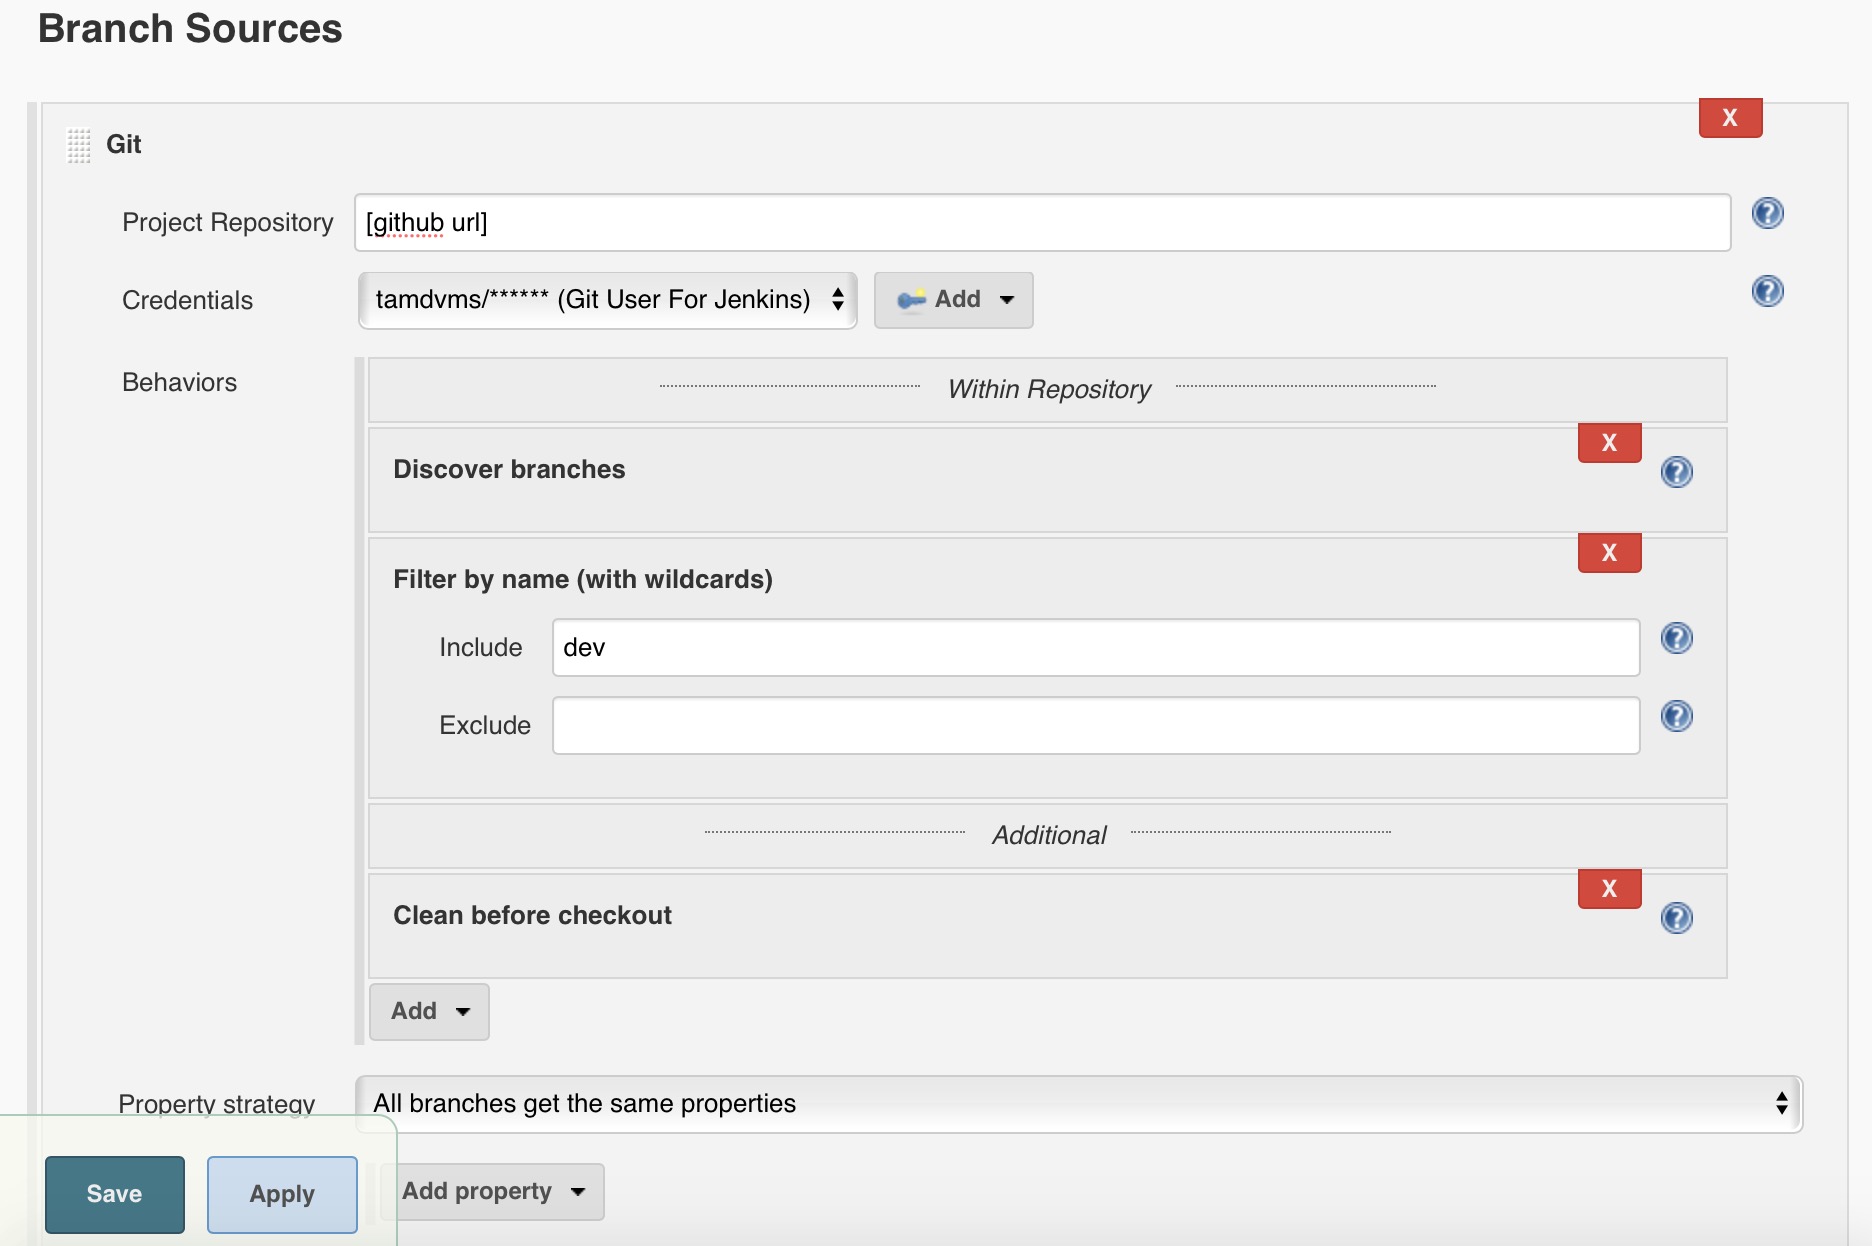 Branch Sources
X
Git
Project Repository [github url] ?
Credentials tamdvms/****** (Git User For Jenkins) Add ?
Behaviors
Within Repository
X
Discover branches ?
X
Filter by name (with wildcards)
Include dev ?
Exclude ?
Additional
X
Clean before checkout ?
Add
Property strategy All branches get the same properties
Save Apply Add property